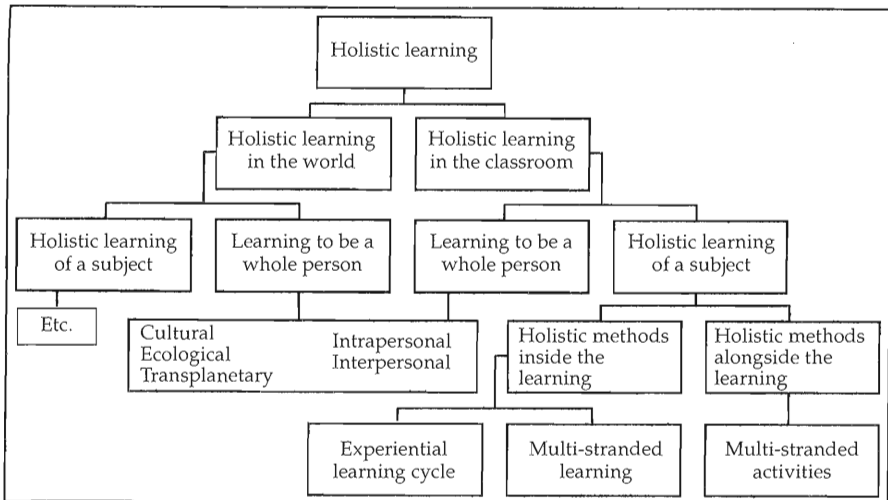 Holistic learning
Holistic learning
in the world
Holistic learning
in the classroom
Holistic learning
of a subject
Learning to be a
whole person
Learning to be a
whole person
Holistic learning
of a subject
Etc.
Cultural
Ecological
Transplanetary
Intrapersonal
Interpersonal
Holistic methods
inside the
learning
Holistic methods
alongside the
learning
Experiential
learning cycle
Multi-stranded
learning
Multi-stranded
activities